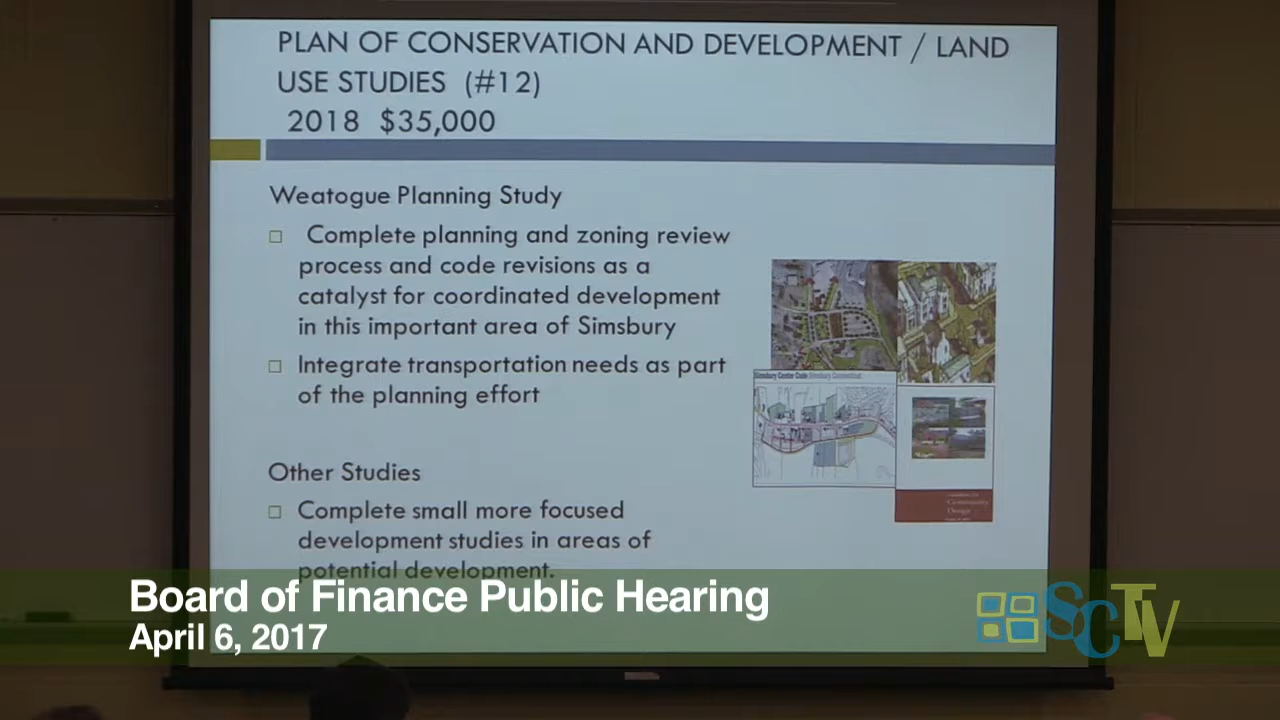 PLAN OF CONSERVATION AND DEVELOPMENT / LAND
USE STUDIES (#12)
2018 $35,000
Weatogue Planning Study
Complete planning and zoning review
process and code revisions as a
catalyst for coordinated development
in this important area of Simsbury
Integrate transportation needs as part
of the planning effort
Simsbury Center Code Simsbury Connecticut
Community
Design
Other Studies
Complete small more focused
development studies in areas of
potential development.
Board of Finance Public Hearing
April 6, 2017
SCTV